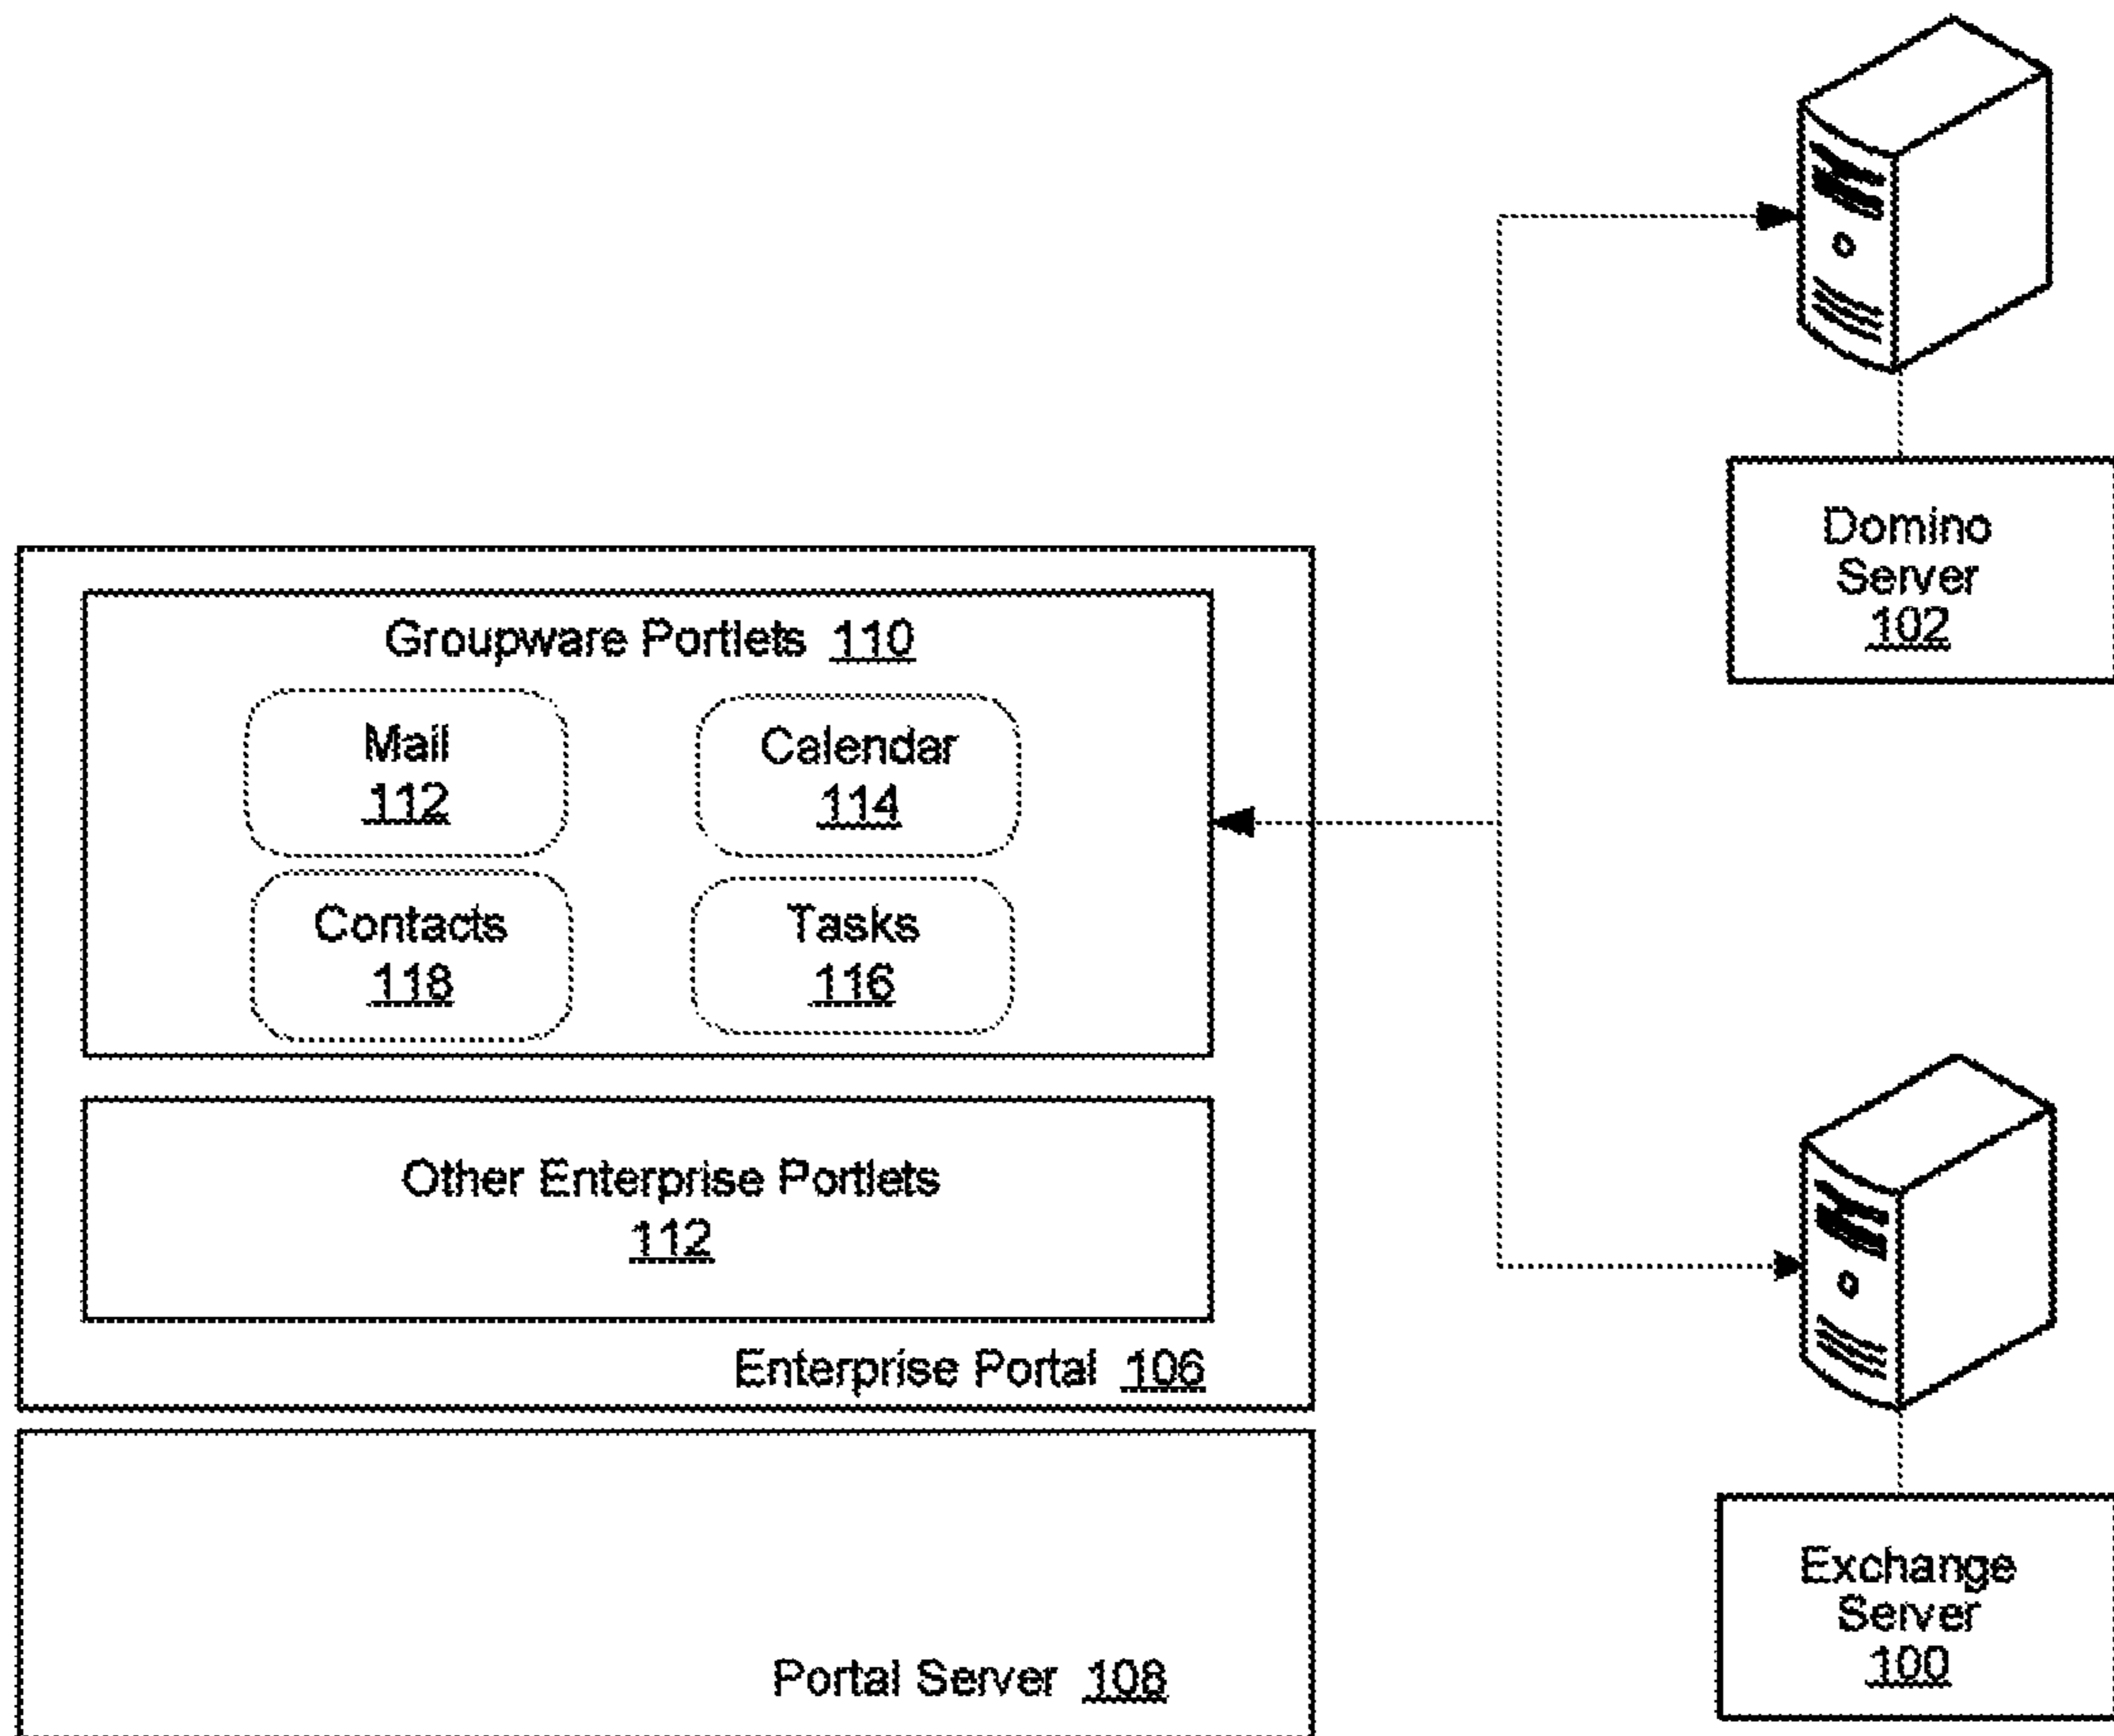 Domino
Server
102
Groupware Portlets 110
Mail
112
Calendar
114
Contacts
118
Tasks
116
Other Enterprise Portlets
112
Enterprise Portal 106
Portal Server 108
Exchange
Server
100